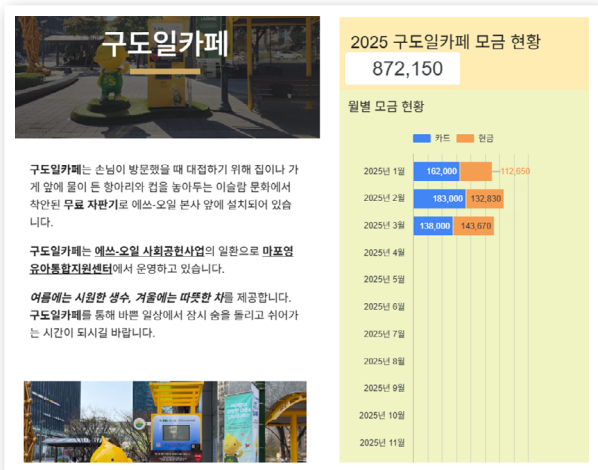 구도일카페
구도일카페는 손님이 방문했을 때 대접하기 위해 집이나 가
게 앞에 물이 든 항아리와 컵을 놓아두는 이슬람 문화에서
착안된 무료 자판기로 에쓰-오일 본사 앞에 설치되어 있습
니다.
구도일카페는 에쓰-오일 사회공헌사업의 일환으로 마포영
유아통합지원센터에서 운영하고 있습니다.
여름에는 시원한 생수, 겨울에는 따뜻한 차를 제공합니다.
구도일카페를 통해 바쁜 일상에서 잠시 숨을 돌리고 쉬어가
는 시간이 되시길 바랍니다.
2025 구도일카페 모금 현황
872,150
월별 모금 현황
카드 현금
2025년 1월 162,000 112,650
2025년 2월 183,000 132,830
2025년 3월 138,000 143,670
2025년 4월
2025년 5월
2025년 6월
2025년 7월
2025년 8월
2025년 9월
2025년 10월
2025년 11월